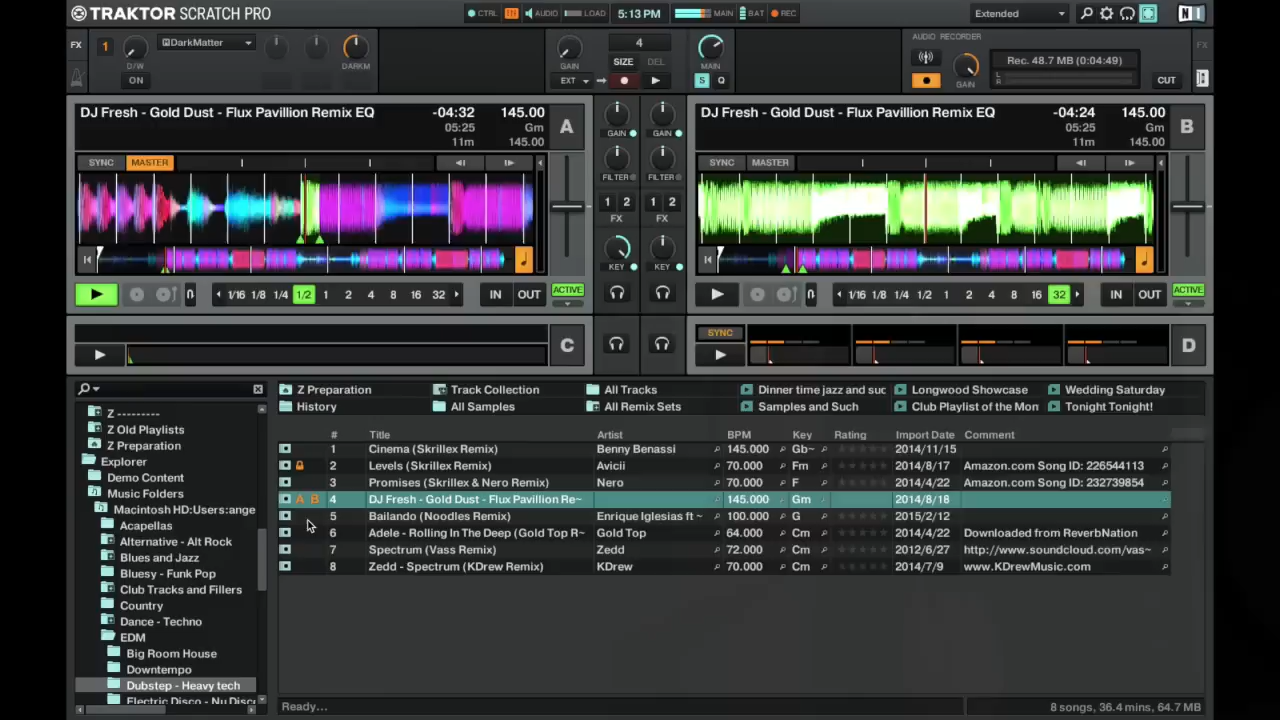 TRAKTOR SCRATCH PRO
CTRL IN AUDIO LOAD 5:13 PM MAIN BAT REC
Extended
FX 1 D/W DarkMatter DARKM
ON
GAIN 4 MAIN
SIZE DEL
EXT S Q
AUDIO RECORDER
Rec. 48.7 MB (0:04:49)
L
R
GAIN CUT
FX
DJ Fresh - Gold Dust - Flux Pavillion Remix EQ -04:32 145.00 A
05:25 Gm
11m 145.00
SYNC MASTER
1/16 1/8 1/4 1/2 1 2 4 8 16 32 IN OUT ACTIVE
GAIN GAIN
FILTER FILTER
1 2 1 2
FX FX
KEY KEY
DJ Fresh - Gold Dust - Flux Pavillion Remix EQ -04:24 145.00 B
05:25 Gm
11m 145.00
SYNC MASTER
1/16 1/8 1/4 1/2 1 2 4 8 16 32 IN OUT ACTIVE
C
SYNC
D
Z Preparation Track Collection All Tracks Dinner time jazz and suc Longwood Showcase Wedding Saturday
History All Samples All Remix Sets Samples and Such Club Playlist of the Mon Tonight Tonight!
Z ---------
Z Old Playlists
Z Preparation
Explorer
Demo Content
Music Folders
Macintosh HD:Users:ange
Acapellas
Alternative - Alt Rock
Blues and Jazz
Bluesy - Funk Pop
Club Tracks and Fillers
Country
Dance - Techno
EDM
Big Room House
Downtempo
Dubstep - Heavy tech
Electric Disco - Nu Disc
# Title Artist BPM Key Rating Import Date Comment
1 Cinema (Skrillex Remix) Benny Benassi 145.000 Gb~ 2014/11/15
2 Levels (Skrillex Remix) Avicii 70.000 Fm 2014/8/17 Amazon.com Song ID: 226544113
3 Promises (Skrillex & Nero Remix) Nero 70.000 F 2014/4/22 Amazon.com Song ID: 232739854
A B 4 DJ Fresh - Gold Dust - Flux Pavillion Re~ 145.000 Gm 2014/8/18
5 Bailando (Noodles Remix) Enrique Iglesias ft ~ 100.000 G 2015/2/12
6 Adele - Rolling In The Deep (Gold Top R~ Gold Top 64.000 Cm 2014/4/22 Downloaded from ReverbNation
7 Spectrum (Vass Remix) Zedd 72.000 Cm 2012/6/27 http://www.soundcloud.com/vas~
8 Zedd - Spectrum (KDrew Remix) KDrew 70.000 Cm 2014/7/9 www.KDrewMusic.com
Ready... 8 songs, 36.4 mins, 64.7 MB